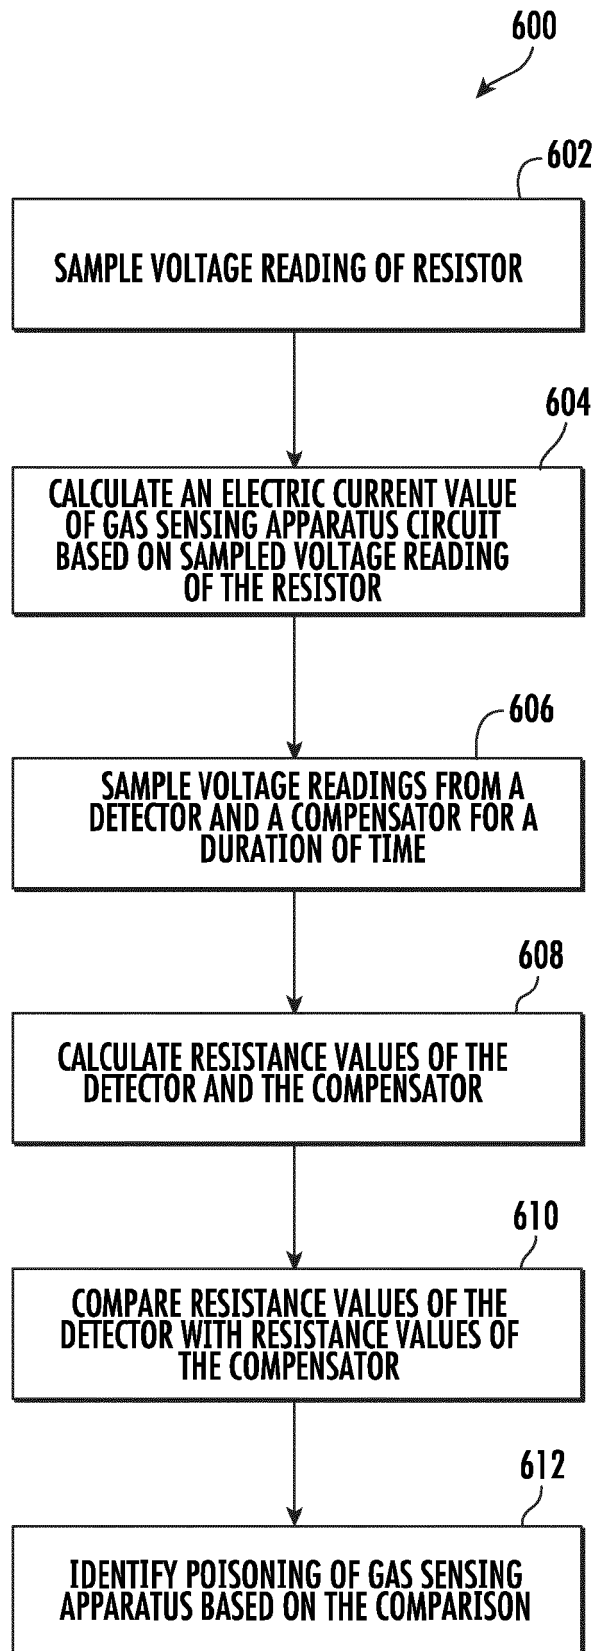 600
602
SAMPLE VOLTAGE READING OF RESISTOR
604
CALCULATE AN ELECTRIC CURRENT VALUE
OF GAS SENSING APPARATUS CIRCUIT
BASED ON SAMPLED VOLTAGE READING
OF THE RESISTOR
606
SAMPLE VOLTAGE READINGS FROM A
DETECTOR AND A COMPENSATOR FOR A
DURATION OF TIME
608
CALCULATE RESISTANCE VALUES OF THE
DETECTOR AND THE COMPENSATOR
610
COMPARE RESISTANCE VALUES OF THE
DETECTOR WITH RESISTANCE VALUES OF
THE COMPENSATOR
612
IDENTIFY POISONING OF GAS SENSING
APPARATUS BASED ON THE COMPARISON